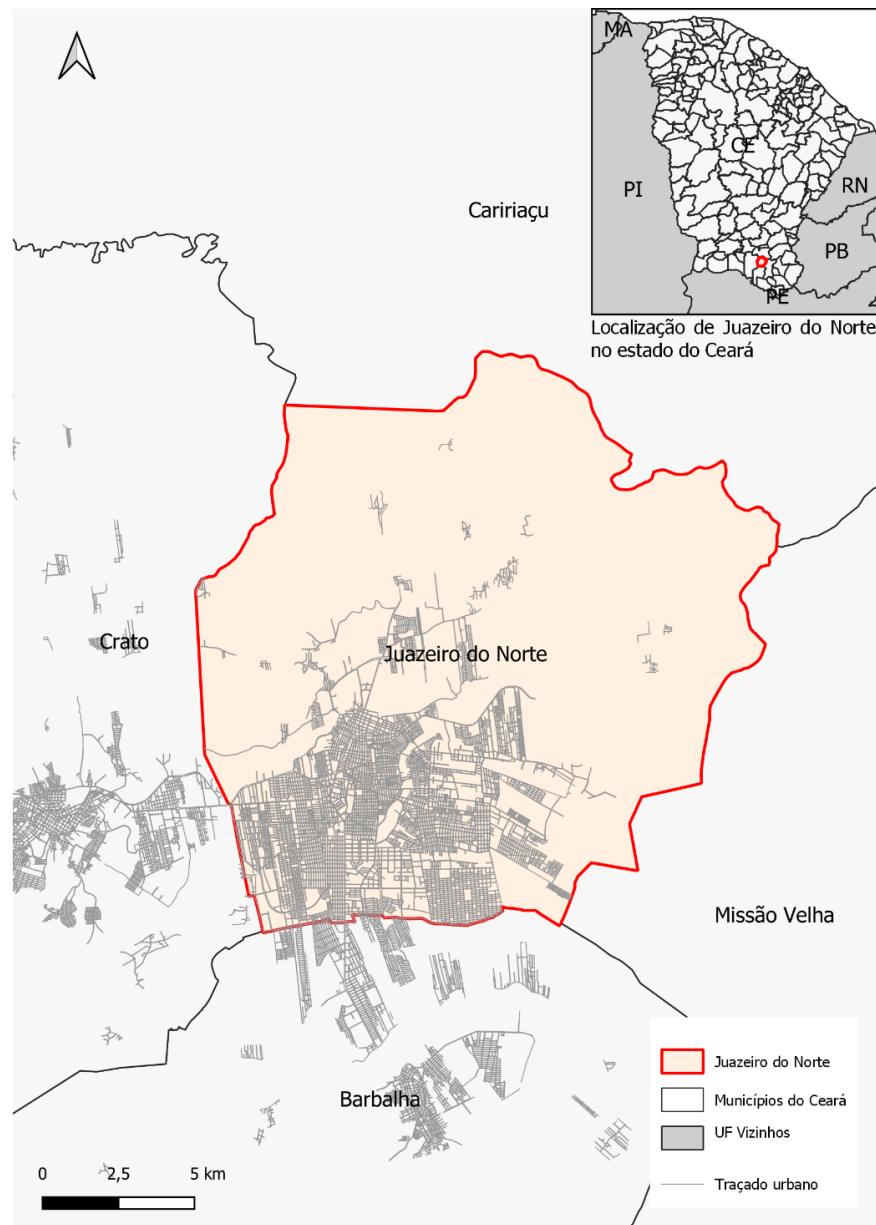 MA
CE
PI
RN
PB
PE
Localização de Juazeiro do Norte
no estado do Ceará
Caririaçu
Crato
Juazeiro do Norte
Missão Velha
Barbalha
Juazeiro do Norte
Municípios do Ceará
UF Vizinhos
Traçado urbano
0 2,5 5 km